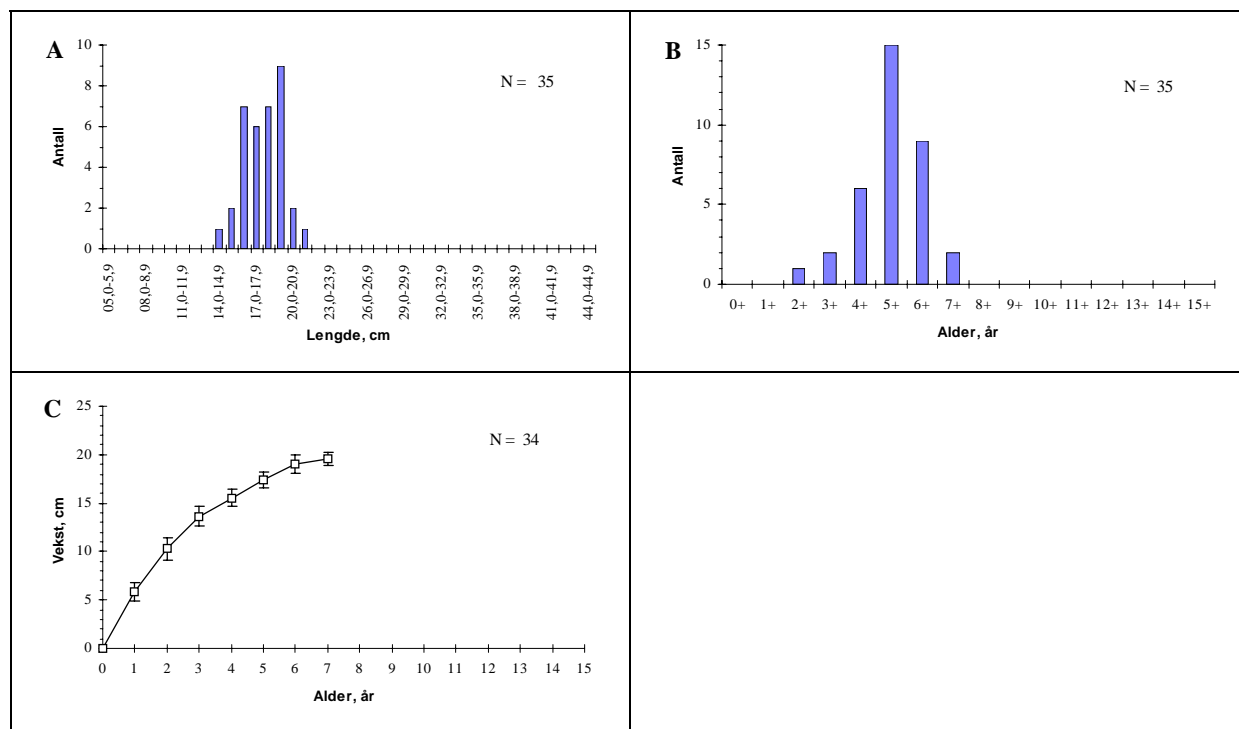 A
N = 35
Antall
10
8
6
4
2
0
05,0-5,9
08,0-8,9
11,0-11,9
14,0-14,9
17,0-17,9
20,0-20,9
23,0-23,9
26,0-26,9
29,0-29,9
32,0-32,9
35,0-35,9
38,0-38,9
41,0-41,9
44,0-44,9
Lengde, cm
B
N = 35
Antall
15
10
5
0
0+ 1+ 2+ 3+ 4+ 5+ 6+ 7+ 8+ 9+ 10+ 11+ 12+ 13+ 14+ 15+
Alder, år
C
N = 34
Vekst, cm
25
20
15
10
5
0
0 1 2 3 4 5 6 7 8 9 10 11 12 13 14 15
Alder, år